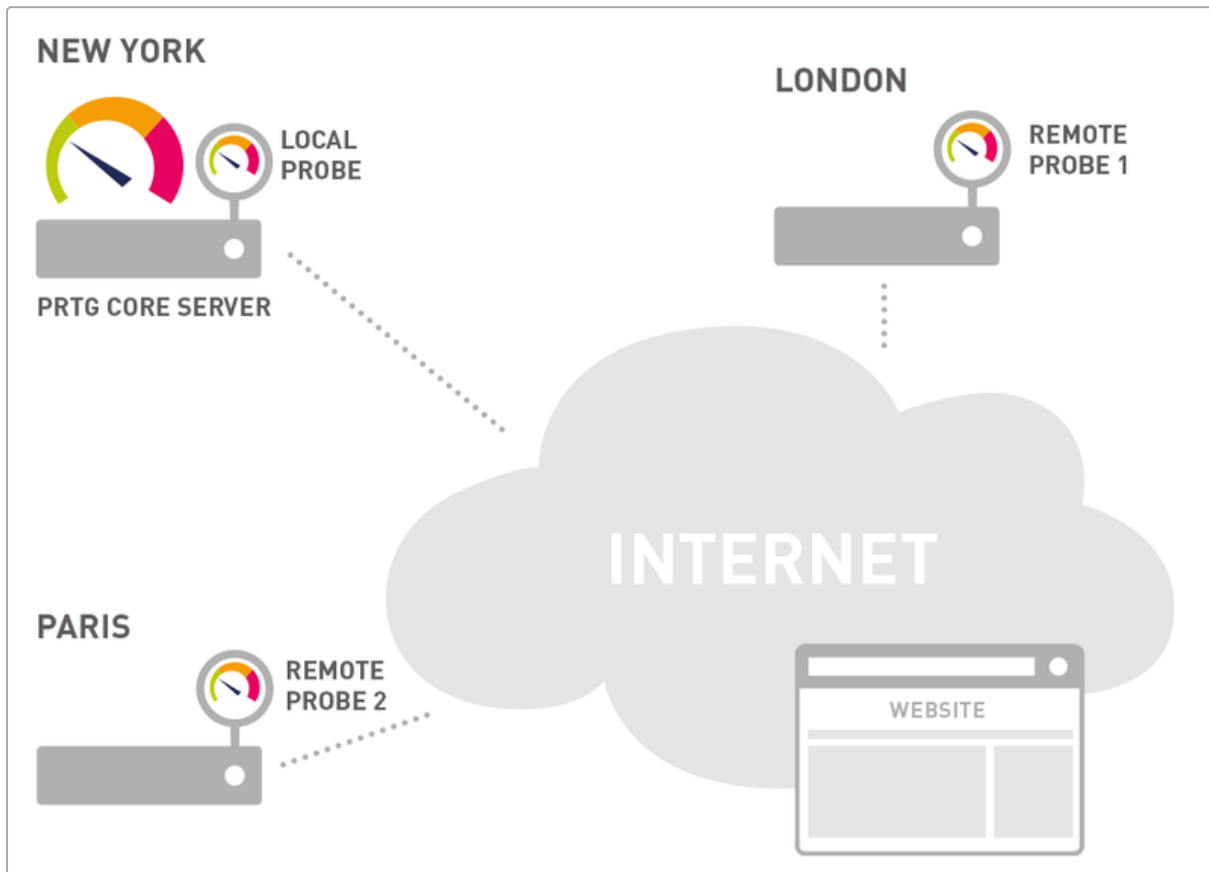 NEW YORK
LOCAL
PROBE
PRTG CORE SERVER
LONDON
REMOTE
PROBE 1
INTERNET
PARIS
REMOTE
PROBE 2
WEBSITE